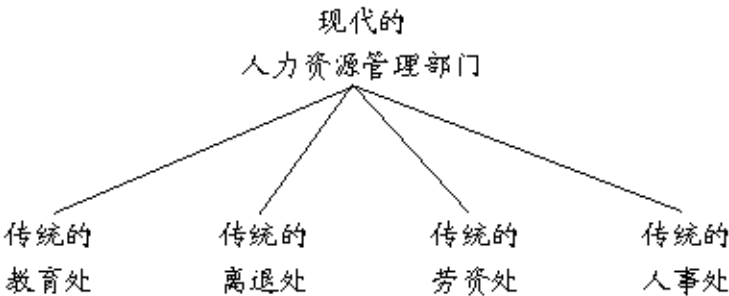 现代的
人力资源管理部门
传统的 传统的 传统的 传统的
教育处 离退处 劳资处 人事处